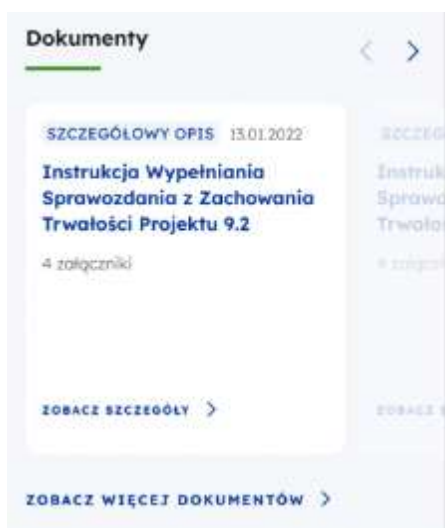 Dokumenty
SZCZEGÓŁOWY OPIS 13.01.2022
Instrukcja Wypełniania
Sprawozdania z Zachowania
Trwałości Projektu 9.2
4 załączniki
ZOBACZ SZCZEGÓŁY
ZOBACZ WIĘCEJ DOKUMENTÓW